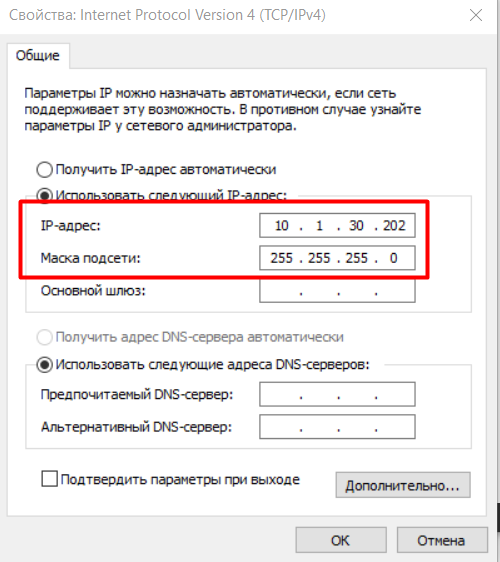 Свойства: Internet Protocol Version 4 (TCP/IPv4)
Общие
Параметры IP можно назначать автоматически, если сеть
поддерживает эту возможность. В противном случае узнайте
параметры IP у сетевого администратора.
Получить IP-адрес автоматически
Использовать следующий IP-адрес:
IP-адрес: 10 . 1 . 30 . 202
Маска подсети: 255 . 255 . 255 . 0
Основной шлюз: . . .
Получить адрес DNS-сервера автоматически
Использовать следующие адреса DNS-серверов:
Предпочитаемый DNS-сервер: . . .
Альтернативный DNS-сервер: . . .
Подтвердить параметры при выходе
Дополнительно...
OK Отмена